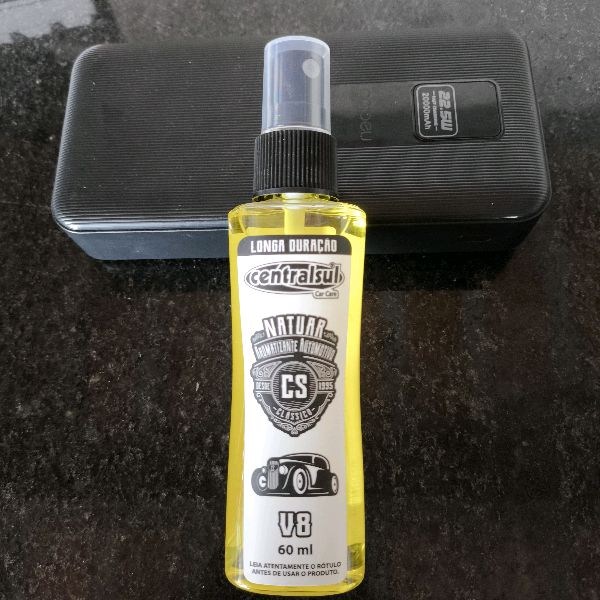 22.5W
20000mAh
LONGA DURAÇÃO
centralsul
Car Care
NATUAR
AROMATIZANTE AUTOMOTIVO
DESDE CS 1995
CLÁSSICO
V8
60 ml
LEIA ATENTAMENTE O RÓTULO
ANTES DE USAR O PRODUTO.